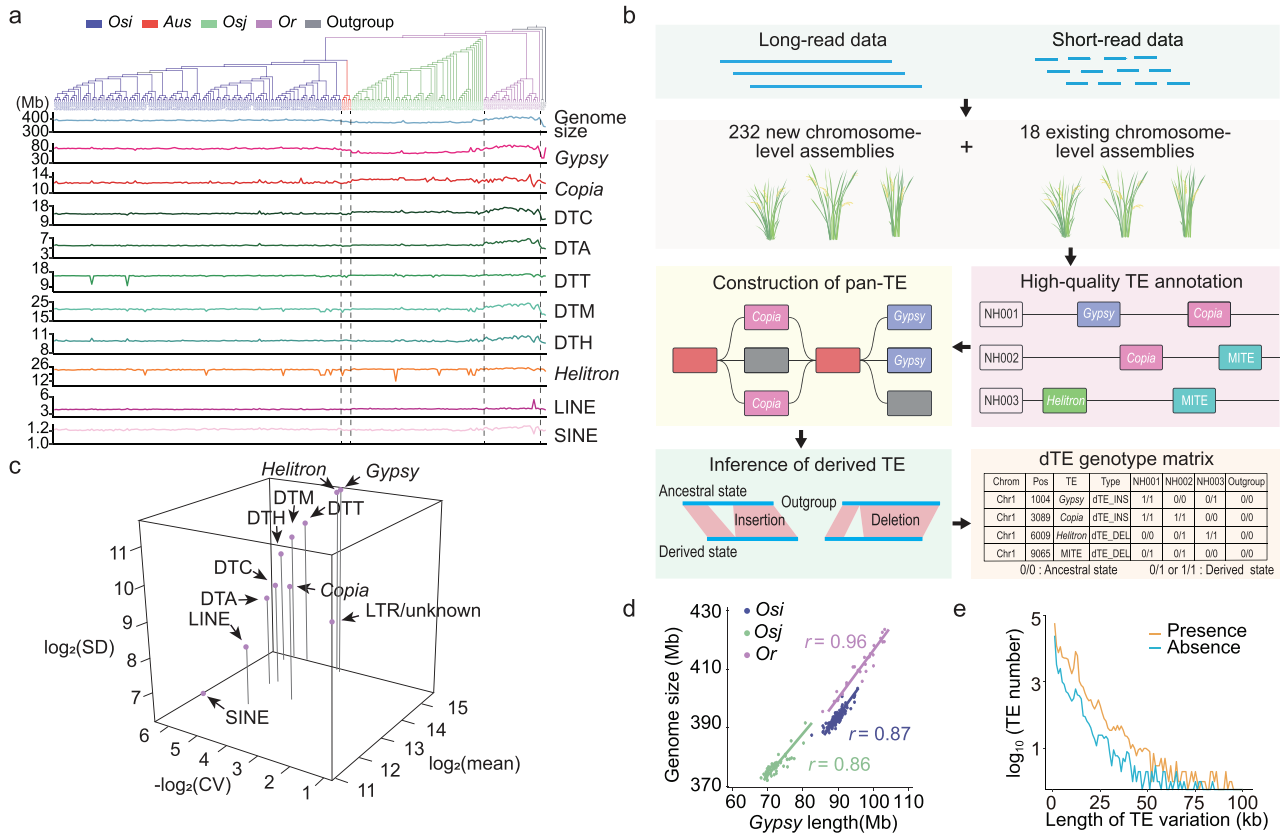 a
Osi Aus Osj Or Outgroup
(Mb)
400
300
Genome
size
80
30
Gypsy
14
10
Copia
18
9
DTC
7
3
DTA
18
9
DTT
25
15
DTM
11
8
DTH
26
12
Helitron
6
3
LINE
1.2
1.0
SINE
b
Long-read data
Short-read data
232 new chromosome-
level assemblies
+
18 existing chromosome-
level assemblies
Construction of pan-TE
Copia
Gypsy
Gypsy
Copia
High-quality TE annotation
NH001 Gypsy Copia
NH002 Copia MITE
NH003 Helitron MITE
Inference of derived TE
Ancestral state
Outgroup
Insertion
Deletion
Derived state
dTE genotype matrix
Chrom Pos TE Type NH001 NH002 NH003 Outgroup
Chr1 1004 Gypsy dTE_INS 1/1 0/0 0/1 0/0
Chr1 3089 Copia dTE_INS 1/1 1/1 0/0 0/0
Chr1 6009 Helitron dTE_DEL 0/0 0/1 1/1 0/0
Chr1 9065 MITE dTE_DEL 0/1 0/1 0/0 0/0
0/0 : Ancestral state 0/1 or 1/1 : Derived state
c
Helitron
Gypsy
DTM
DTT
DTH
DTC
Copia
DTA
LTR/unknown
LINE
SINE
log₂(SD)
11
10
9
8
7
6
5
4
3
2
1
-log₂(CV)
11
12
13
14
15
log₂(mean)
d
Osi
Osj
Or
r = 0.96
r = 0.87
r = 0.86
Genome size (Mb)
430
410
390
370
60 70 80 90 100 110
Gypsy length(Mb)
e
Presence
Absence
log₁₀ (TE number)
5
3
1
0 25 50 75 100
Length of TE variation (kb)